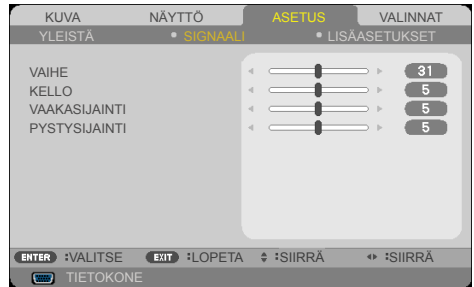 KUVA NÄYTTÖ ASETUS VALINNAT
YLEISTÄ • SIGNAALI • LISÄASETUKSET
VAIHE 31
KELLO 5
VAAKASIJAINTI 5
PYSTYSIJAINTI 5
ENTER :VALITSE EXIT :LOPETA :SIIRRÄ :SIIRRÄ
TIETOKONE